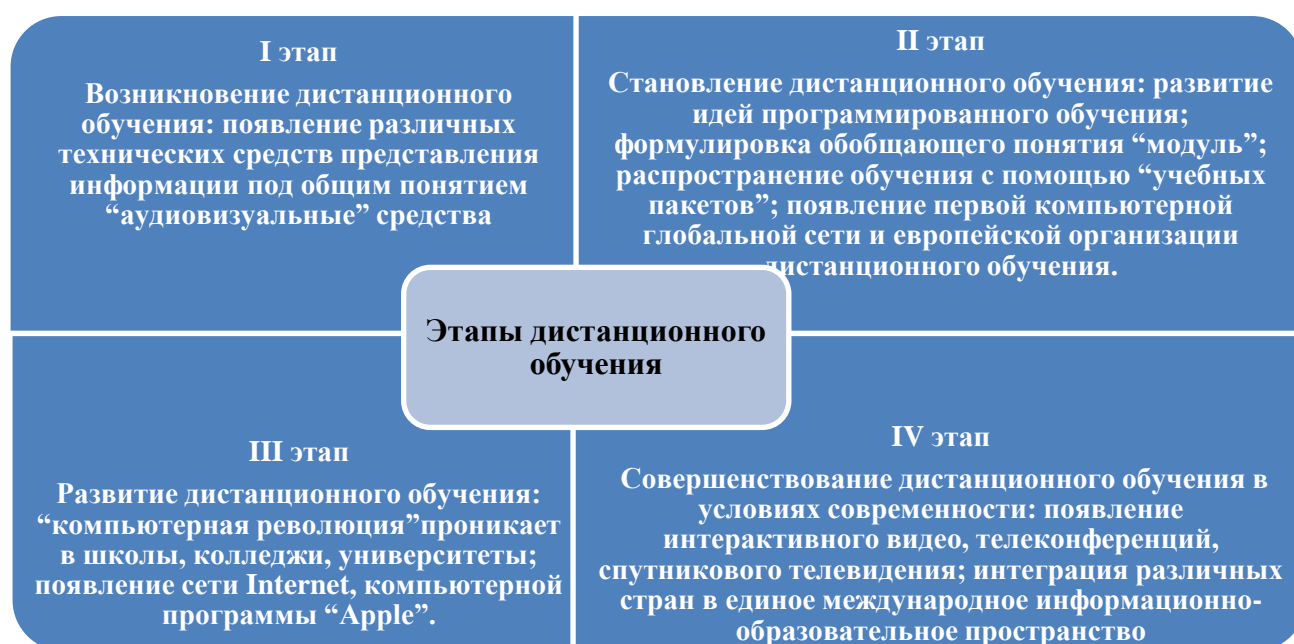 I этап
Возникновение дистанционного
обучения: появление различных
технических средств представления
информации под общим понятием
“аудиовизуальные” средства
II этап
Становление дистанционного обучения: развитие
идей программированного обучения;
формулировка обобщающего понятия “модуль”;
распространение обучения с помощью “учебных
пакетов”; появление первой компьютерной
глобальной сети и европейской организации
дистанционного обучения.
Этапы дистанционного
обучения
III этап
Развитие дистанционного обучения:
“компьютерная революция”проникает
в школы, колледжи, университеты;
появление сети Internet, компьютерной
программы “Apple”.
IV этап
Совершенствование дистанционного обучения в
условиях современности: появление
интерактивного видео, телеконференций,
спутникового телевидения; интеграция различных
стран в единое международное информационно-
образовательное пространство